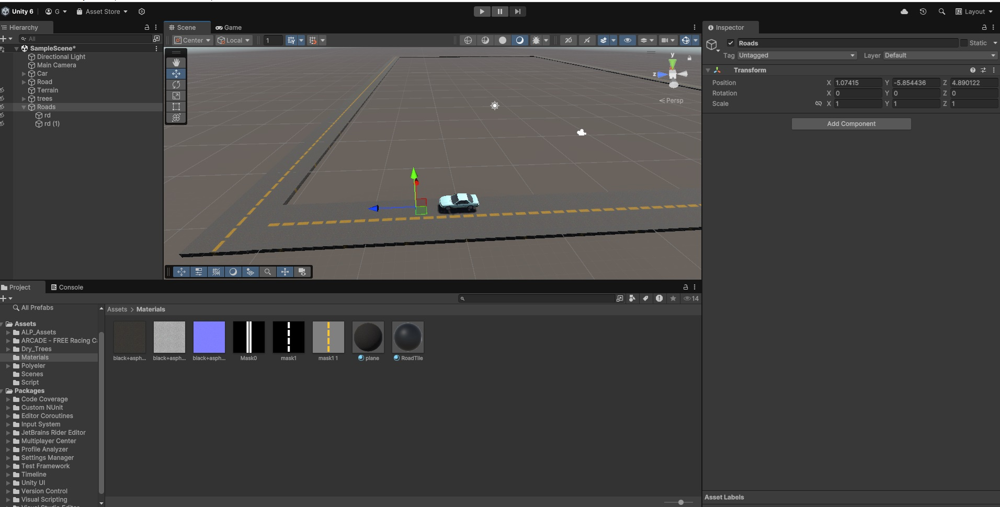 Unity 6
G
Asset Store
Layout
Hierarchy
All
SampleScene*
Directional Light
Main Camera
Car
Road
Terrain
trees
Roads
rd
rd (1)
Scene
Game
Center
Local
1
2D
y
z
< Persp
Inspector
Roads
Static
Tag Untagged
Layer Default
Transform
Position X 1.07415 Y -5.854436 Z 4.890122
Rotation X 0 Y 0 Z 0
Scale X 1 Y 1 Z 1
Add Component
Project
Console
14
All Prefabs
Assets
ALP_Assets
ARCADE - FREE Racing C
Dry_Trees
Materials
Polyeler
Scenes
Script
Packages
Code Coverage
Custom NUnit
Editor Coroutines
Input System
JetBrains Rider Editor
Multiplayer Center
Profile Analyzer
Settings Manager
Test Framework
Timeline
Unity UI
Version Control
Visual Scripting
Assets > Materials
black+asph...
black+asph...
black+asph...
Mask0
mask1
mask1 1
plane
RoadTile
Asset Labels